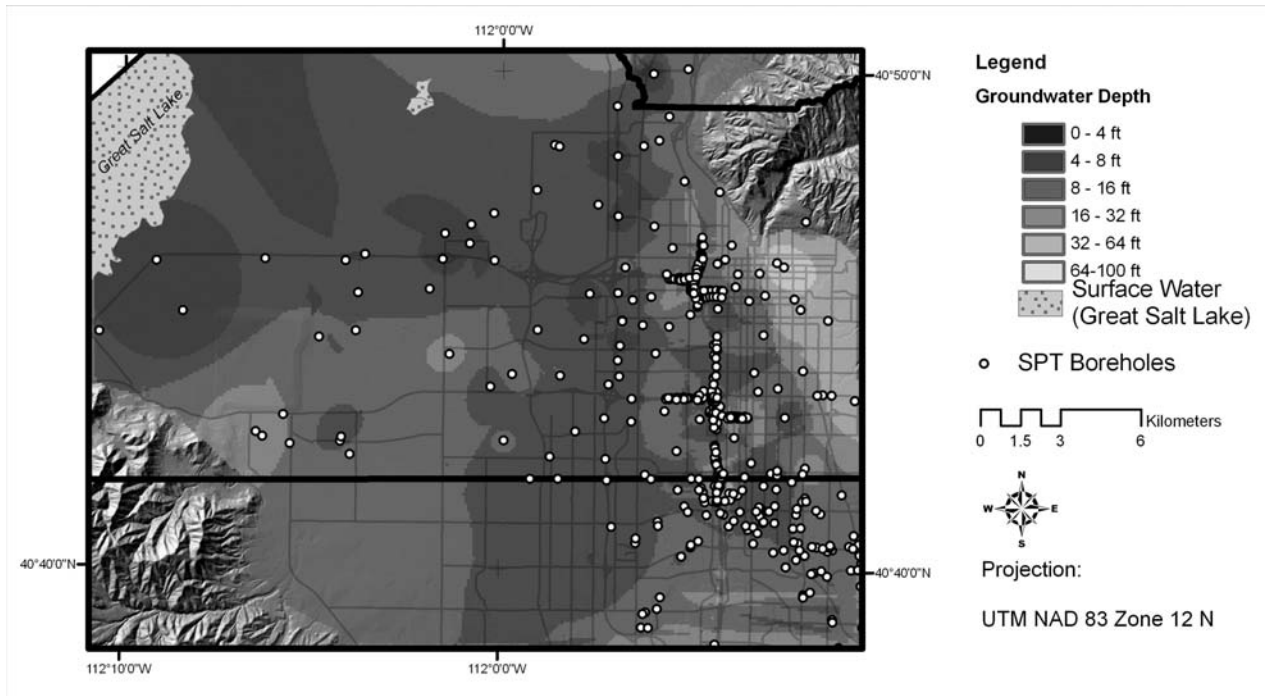 112°0'0"W
40°50'0"N
Great Salt Lake
40°40'0"N
40°40'0"N
112°10'0"W
112°0'0"W
Legend
Groundwater Depth
0 - 4 ft
4 - 8 ft
8 - 16 ft
16 - 32 ft
32 - 64 ft
64-100 ft
Surface Water
(Great Salt Lake)
SPT Boreholes
Kilometers
0 1.5 3 6
N
W E
S
Projection:
UTM NAD 83 Zone 12 N